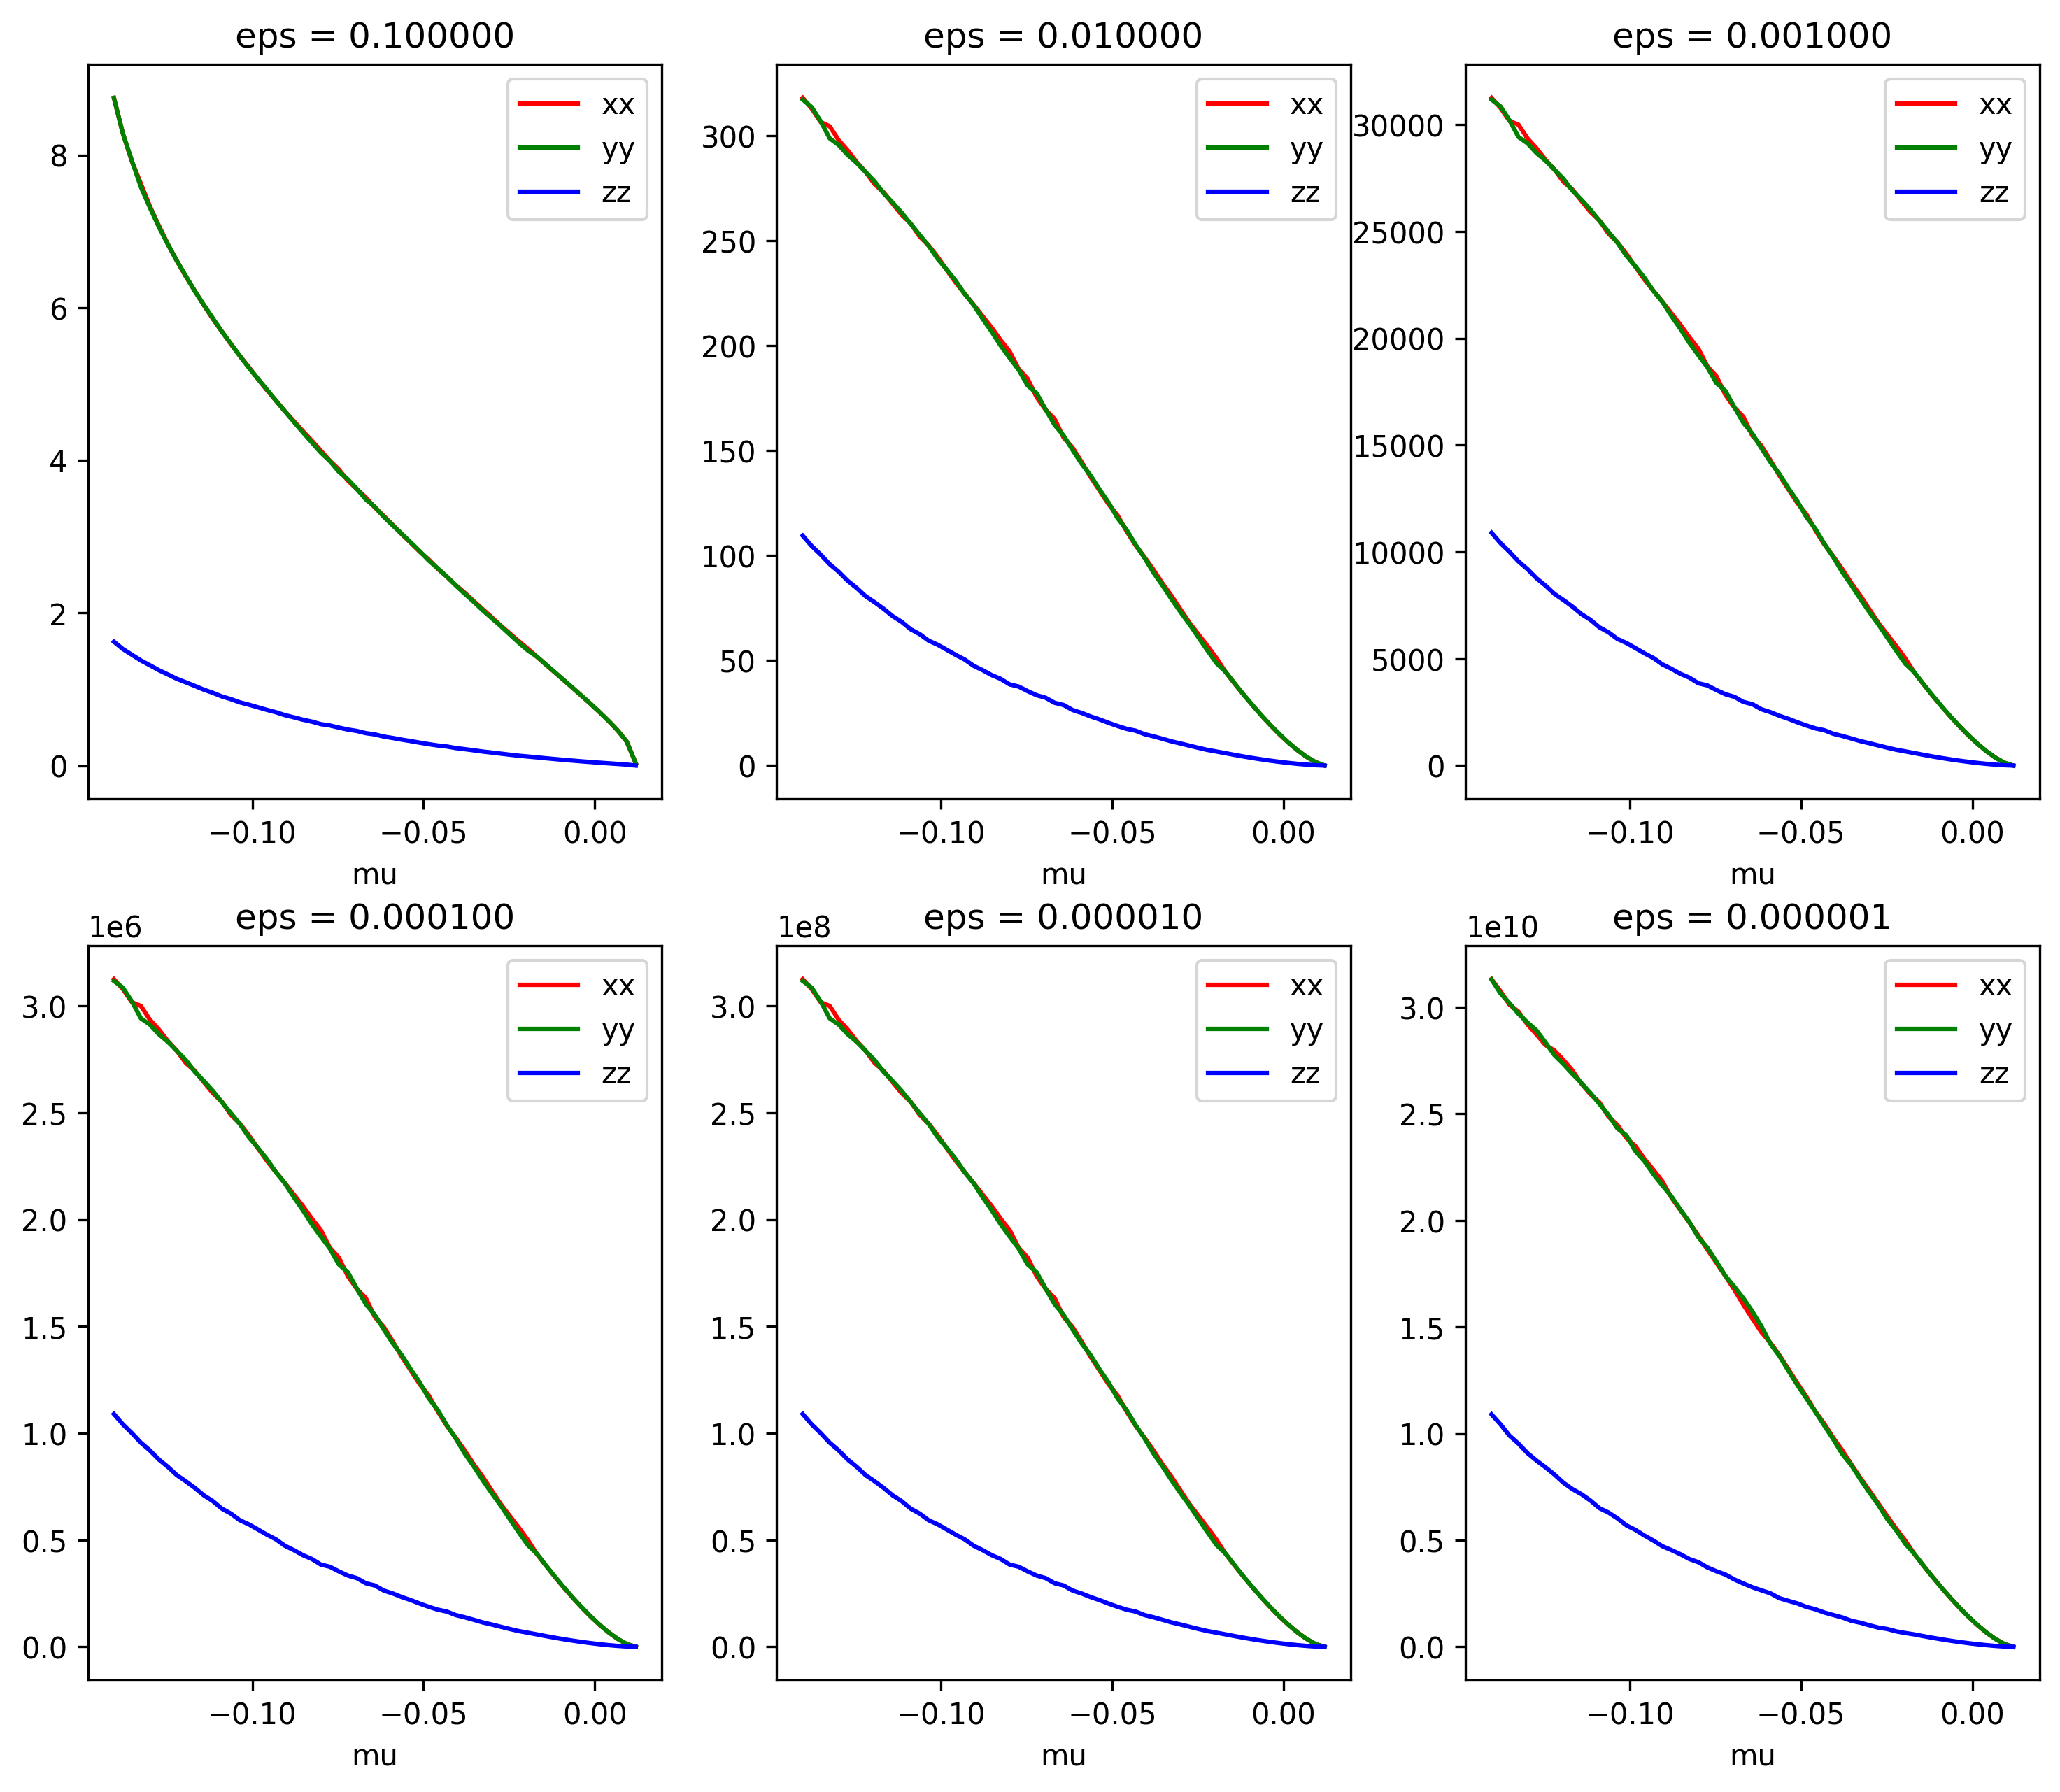 eps = 0.100000
xx
yy
zz
8
6
4
2
0
−0.10 −0.05 0.00
mu
eps = 0.010000
xx
yy
zz
300
250
200
150
100
50
0
−0.10 −0.05 0.00
mu
eps = 0.001000
xx
yy
zz
30000
25000
20000
15000
10000
5000
0
−0.10 −0.05 0.00
mu
1e6
eps = 0.000100
xx
yy
zz
3.0
2.5
2.0
1.5
1.0
0.5
0.0
−0.10 −0.05 0.00
mu
1e8
eps = 0.000010
xx
yy
zz
3.0
2.5
2.0
1.5
1.0
0.5
0.0
−0.10 −0.05 0.00
mu
1e10
eps = 0.000001
xx
yy
zz
3.0
2.5
2.0
1.5
1.0
0.5
0.0
−0.10 −0.05 0.00
mu